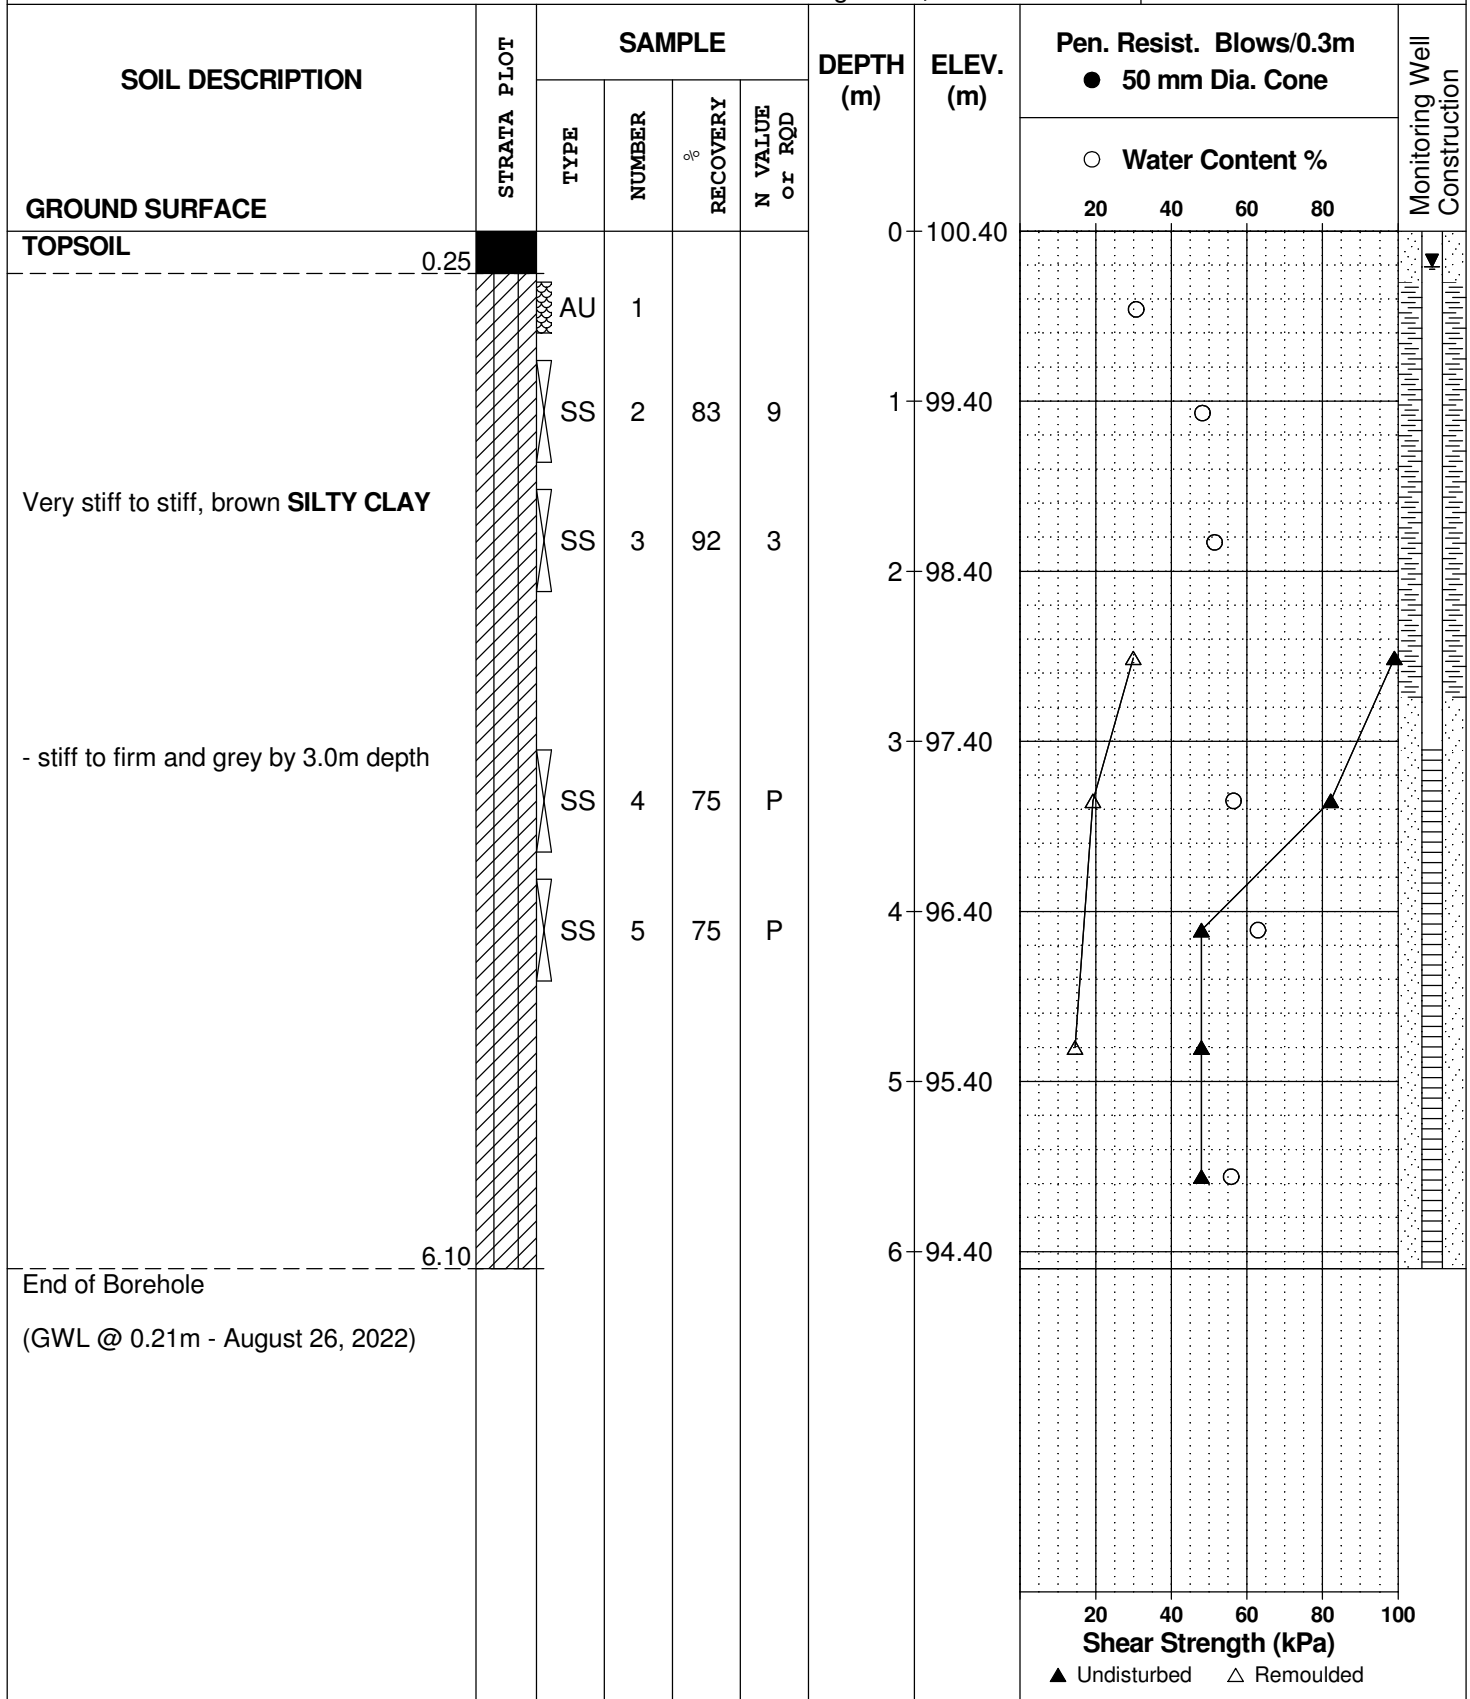 SOIL DESCRIPTION
GROUND SURFACE
STRATA PLOT
SAMPLE
TYPE
NUMBER
%
RECOVERY
N VALUE
or RQD
DEPTH
(m)
ELEV.
(m)
Pen. Resist. Blows/0.3m
● 50 mm Dia. Cone
○ Water Content %
20 40 60 80
Monitoring Well
Construction
TOPSOIL
0.25
0 100.40
AU 1
SS 2 83 9
1 99.40
Very stiff to stiff, brown SILTY CLAY
SS 3 92 3
2 98.40
- stiff to firm and grey by 3.0m depth
3 97.40
SS 4 75 P
4 96.40
SS 5 75 P
5 95.40
6 94.40
6.10
End of Borehole
(GWL @ 0.21m - August 26, 2022)
20 40 60 80 100
Shear Strength (kPa)
▲ Undisturbed △ Remoulded